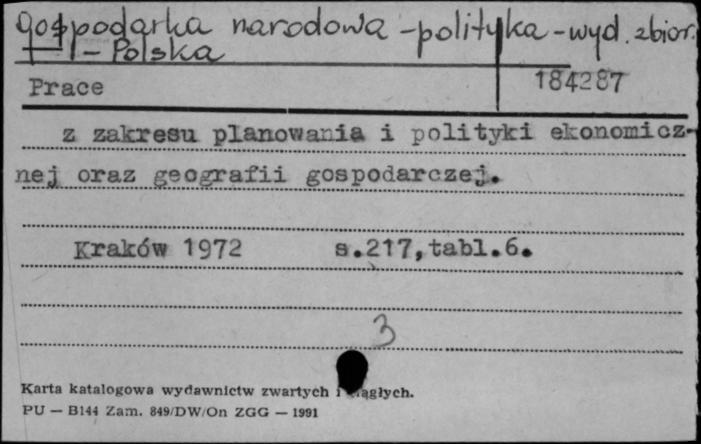 Gospodarka narodowa - polityka - wyd. zbior.
- Polska
Prace 184287
z zakresu planowania i polityki ekonomicz-
nej oraz geografii gospodarczej.
Kraków 1972 s.217,tabl.6.
3
Karta katalogowa wydawnictw zwartych i ciągłych.
PU — B144 Zam. 849/DW/On ZGG — 1991